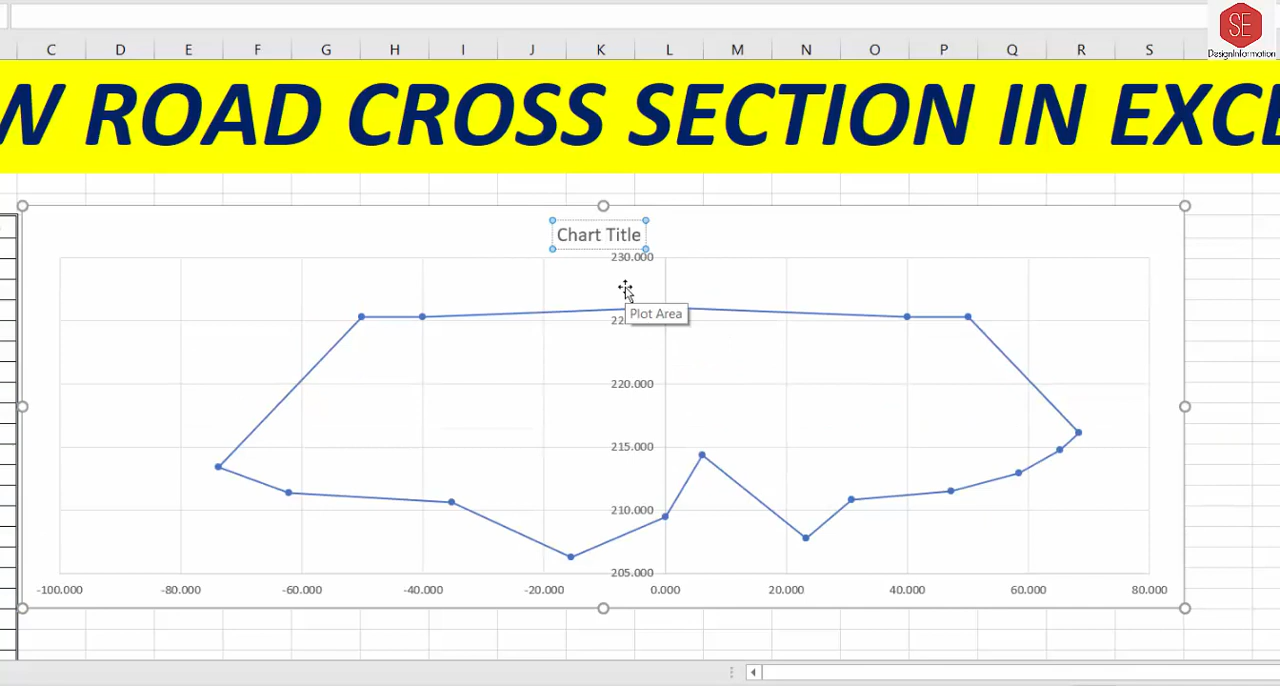 SE
DesignInformation
C D E F G H I J K L M N O P Q R S
W ROAD CROSS SECTION IN EXCE
Chart Title
230.000
Plot Area
22
220.000
215.000
210.000
205.000
-100.000 -80.000 -60.000 -40.000 -20.000 0.000 20.000 40.000 60.000 80.000